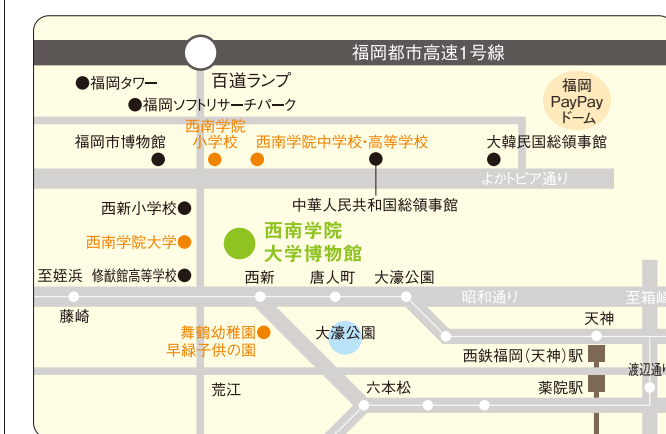 福岡都市高速1号線
福岡タワー
百道ランプ
福岡
PayPay
ドーム
福岡ソフトリサーチパーク
西南学院
小学校
福岡市博物館
西南学院中学校・高等学校
大韓民国総領事館
よかトピア通り
中華人民共和国総領事館
西新小学校
西南学院大学
西南学院
大学博物館
至姪浜
修猷館高等学校
西新
唐人町
大濠公園
昭和通り
至箱崎
藤崎
天神
舞鶴幼稚園
早緑子供の園
大濠公園
西鉄福岡(天神)駅
渡辺通り
荒江
六本松
薬院駅